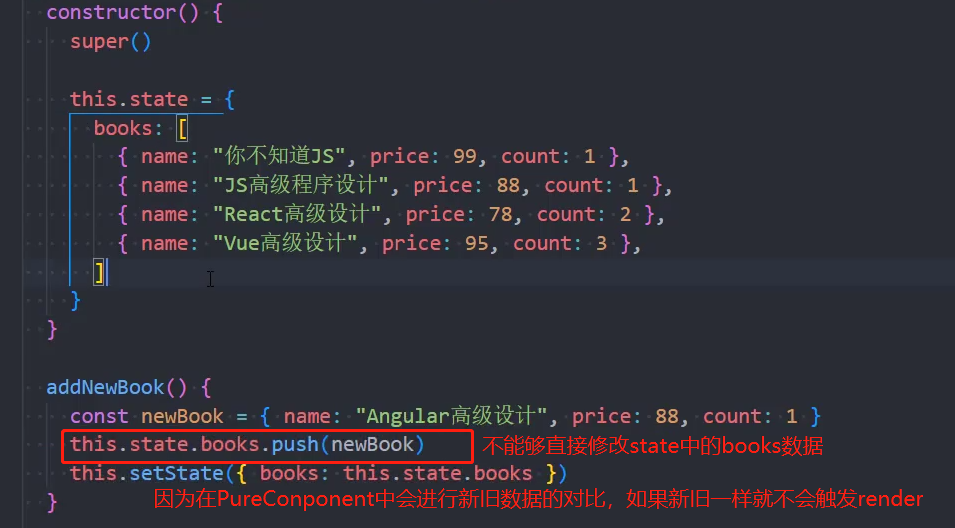 constructor() {
super()
this.state = {
books: [
{ name: "你不知道JS", price: 99, count: 1 },
{ name: "JS高级程序设计", price: 88, count: 1 },
{ name: "React高级设计", price: 78, count: 2 },
{ name: "Vue高级设计", price: 95, count: 3 },
]
}
}
addNewBook() {
const newBook = { name: "Angular高级设计", price: 88, count: 1 }
this.state.books.push(newBook) 不能够直接修改state中的books数据
this.setState({ books: this.state.books })
} 因为在PureConponent中会进行新旧数据的对比，如果新旧一样就不会触发render